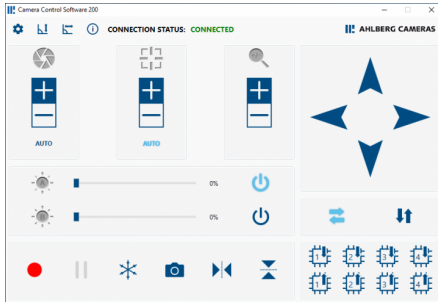 Camera Control Software 200
CONNECTION STATUS: CONNECTED
AHLBERG CAMERAS
AUTO
AUTO
A
0%
B
0%
1 2 3 4
1 2 3 4